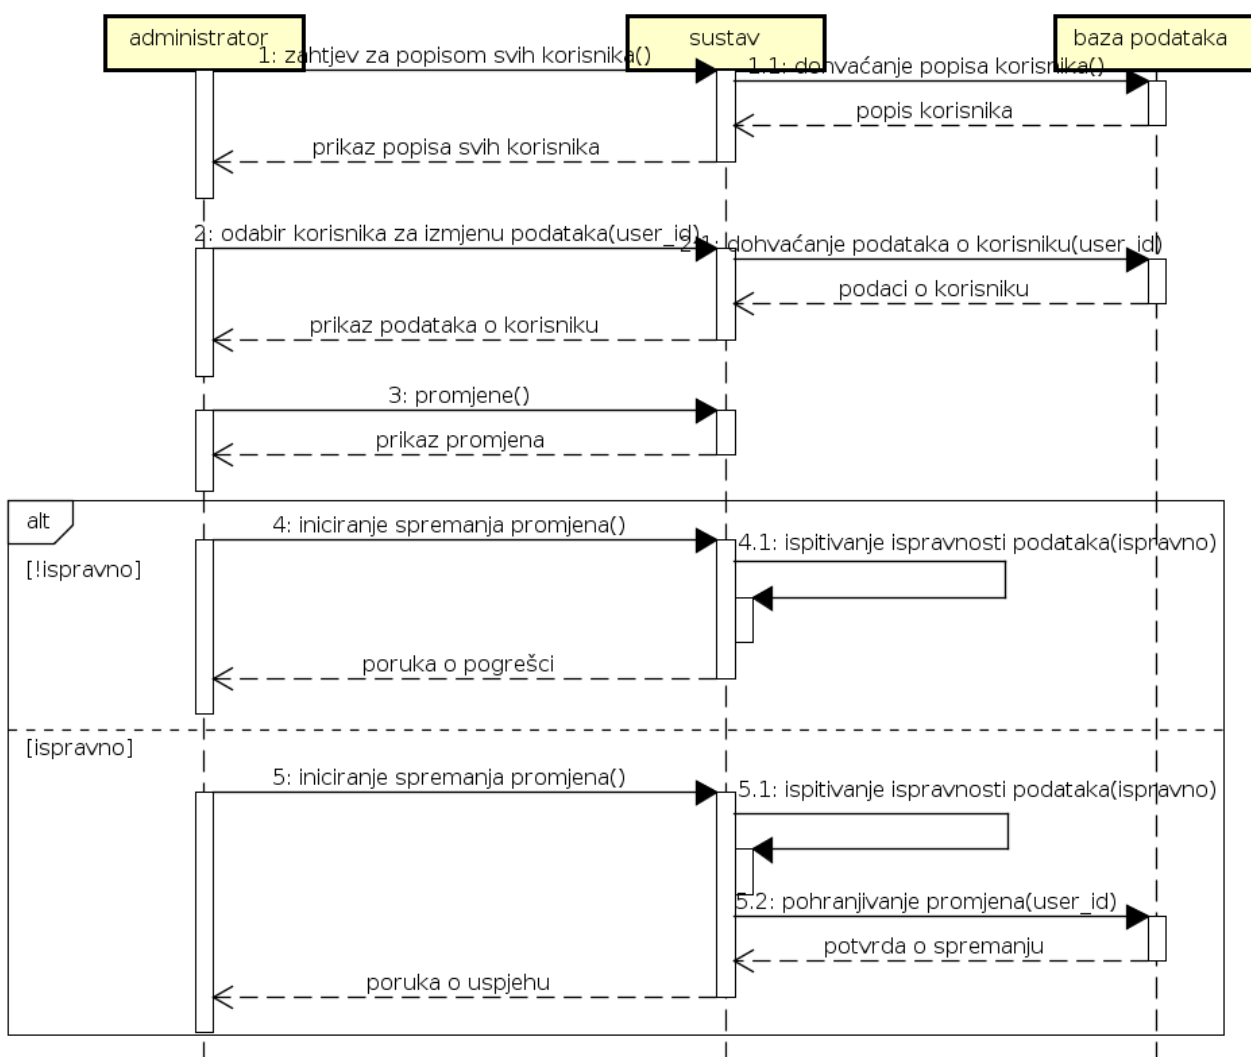 administrator
sustav
baza podataka
1: zahtjev za popisom svih korisnika()
1.1: dohvaćanje popisa korisnika()
popis korisnika
prikaz popisa svih korisnika
2: odabir korisnika za izmjenu podataka(user_id)
2.1: dohvaćanje podataka o korisniku(user_id)
podaci o korisniku
prikaz podataka o korisniku
3: promjene()
prikaz promjena
alt
4: iniciranje spremanja promjena()
4.1: ispitivanje ispravnosti podataka(ispravno)
[!ispravno]
poruka o pogrešci
[ispravno]
5: iniciranje spremanja promjena()
5.1: ispitivanje ispravnosti podataka(ispravno)
5.2: pohranjivanje promjena(user_id)
potvrda o spremanju
poruka o uspjehu